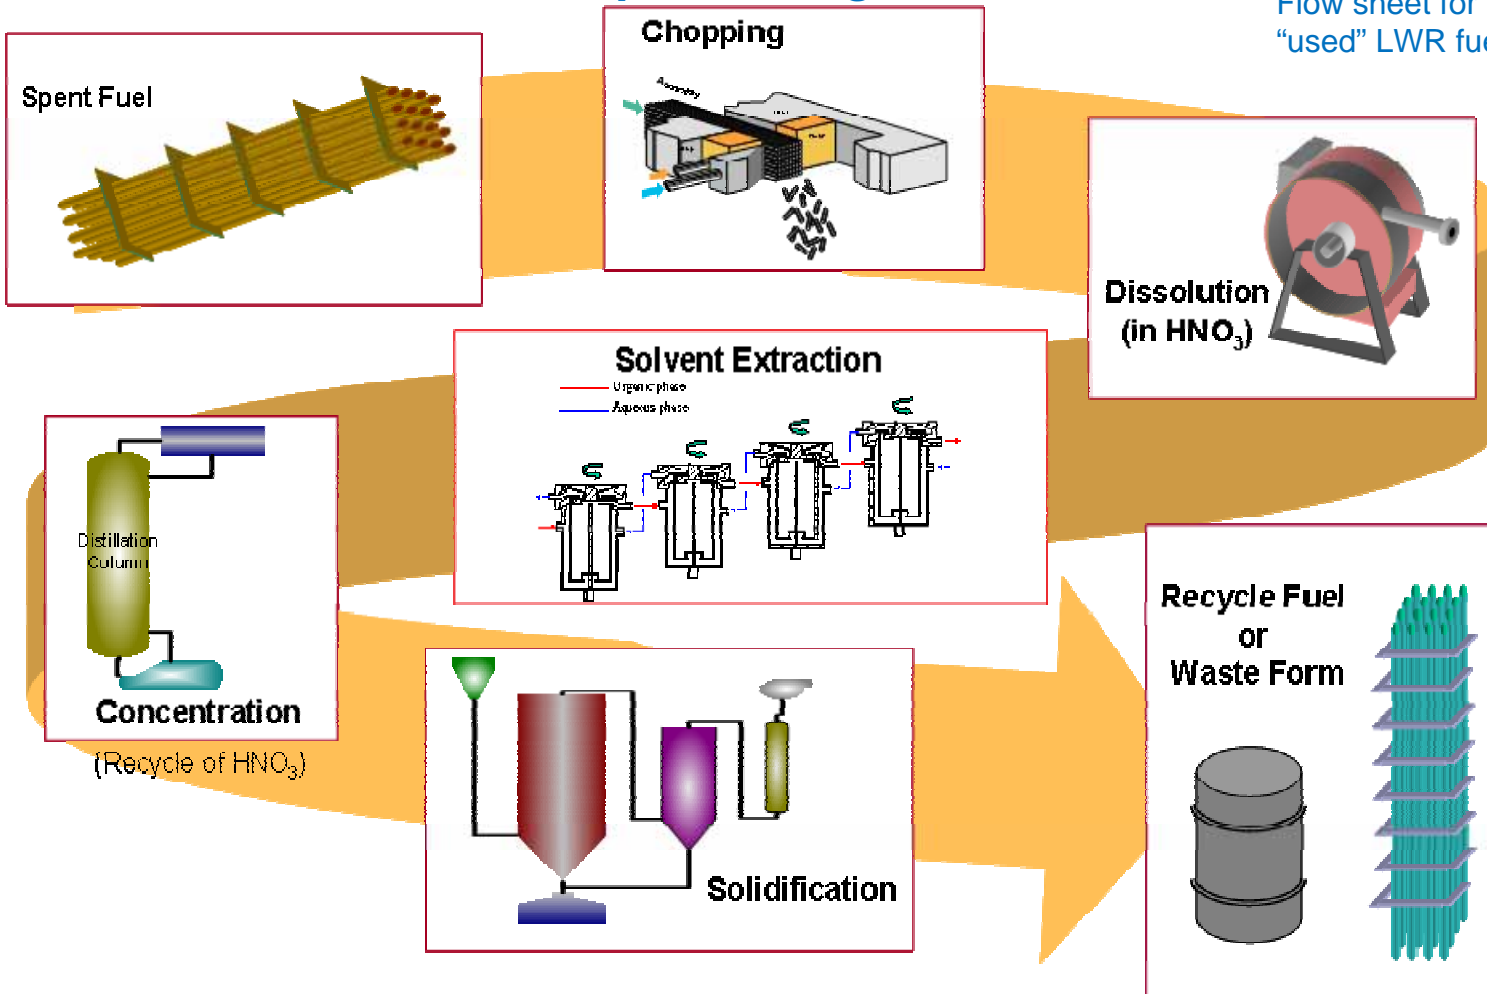 Flow sheet for
“used” LWR fue
Spent Fuel
Chopping
Assembly
Dissolution
(in HNO₃)
Solvent Extraction
Organic phase
Aqueous phase
Distillation
Column
Concentration
(Recycle of HNO₃)
Solidification
Recycle Fuel
or
Waste Form